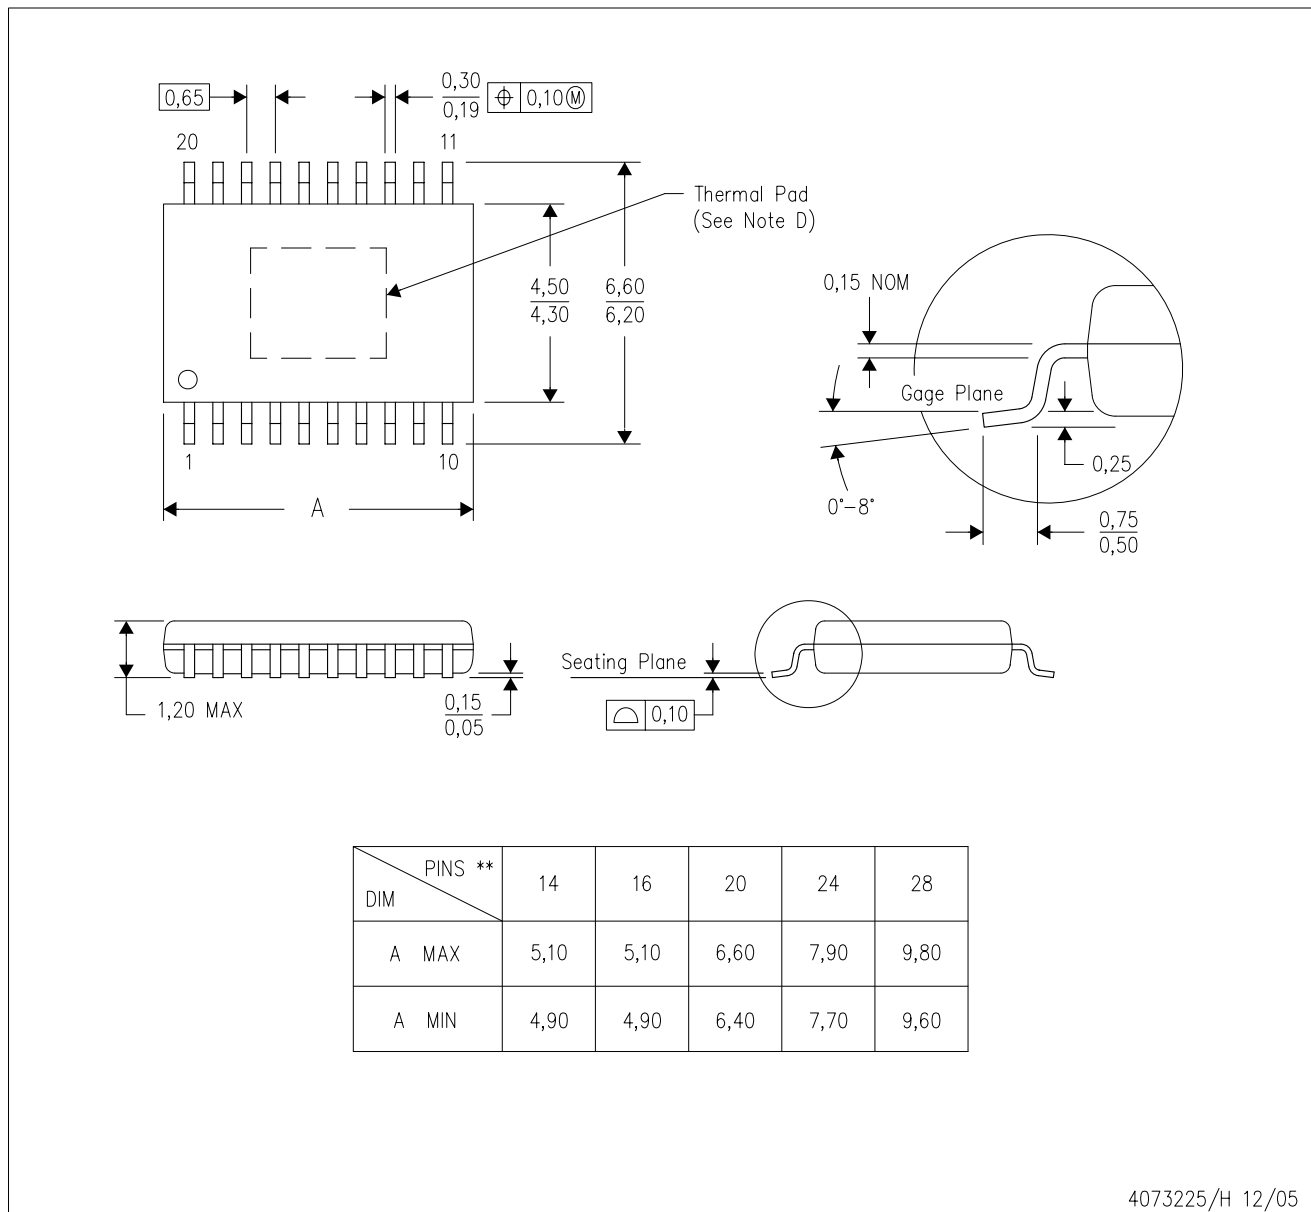 0,65
0,30
0,19
⌖ 0,10 Ⓜ
20
11
Thermal Pad
(See Note D)
4,50
4,30
6,60
6,20
1
10
A
0,15 NOM
Gage Plane
0,25
0°–8°
0,75
0,50
1,20 MAX
0,15
0,05
Seating Plane
⌓ 0,10
PINS **
DIM
14 16 20 24 28
A MAX 5,10 5,10 6,60 7,90 9,80
A MIN 4,90 4,90 6,40 7,70 9,60
4073225/H 12/05